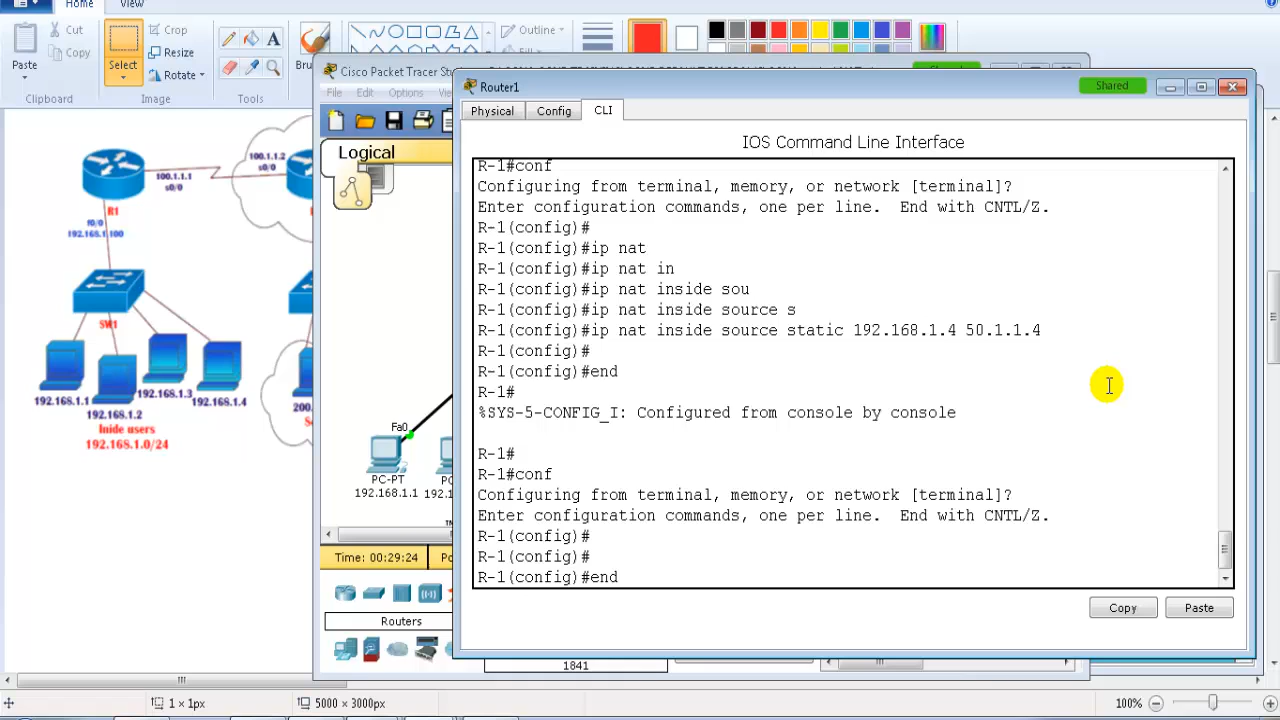 Home View
Cut
Copy
Paste
Clipboard
Select
Crop
Resize
Rotate
Image
Tools
Outline
Cisco Packet Tracer Stu
File Edit Options
Logical
Router1
Shared
Physical Config CLI
IOS Command Line Interface
R-1#conf
Configuring from terminal, memory, or network [terminal]?
Enter configuration commands, one per line. End with CNTL/Z.
R-1(config)#
R-1(config)#ip nat
R-1(config)#ip nat in
R-1(config)#ip nat inside sou
R-1(config)#ip nat inside source s
R-1(config)#ip nat inside source static 192.168.1.4 50.1.1.4
R-1(config)#
R-1(config)#end
R-1#
%SYS-5-CONFIG_I: Configured from console by console
R-1#
R-1#conf
Configuring from terminal, memory, or network [terminal]?
Enter configuration commands, one per line. End with CNTL/Z.
R-1(config)#
R-1(config)#
R-1(config)#end
Copy Paste
100.1.1.2
s0/0
100.1.1.1
s0/0
R1
f0/0
192.168.1.100
SW1
192.168.1.1
192.168.1.2
192.168.1.3
192.168.1.4
Inide users
192.168.1.0/24
200.
Fa0
PC-PT
192.168.1.1
192.1
Time: 00:29:24
Routers
1841
1 × 1px
5000 × 3000px
100%